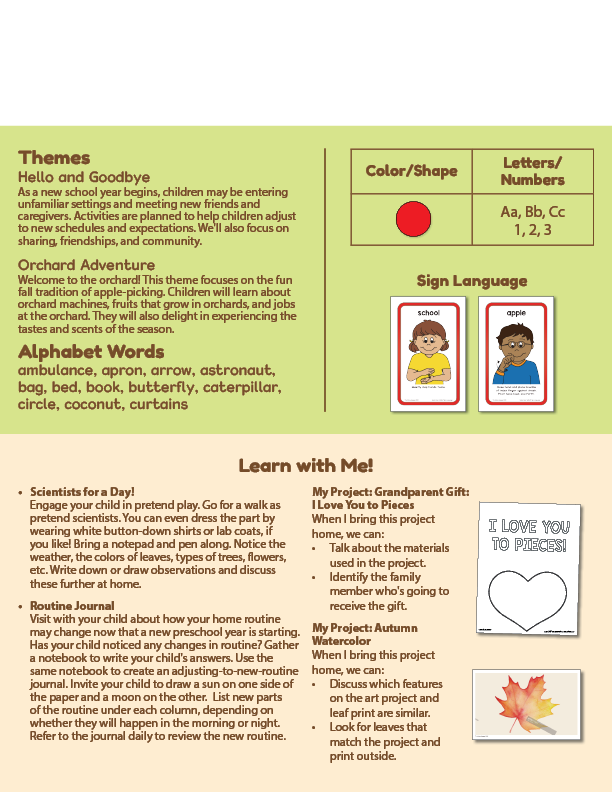 Themes
Hello and Goodbye
As a new school year begins, children may be entering
unfamiliar settings and meeting new friends and
caregivers. Activities are planned to help children adjust
to new schedules and expectations. We'll also focus on
sharing, friendships, and community.
Orchard Adventure
Welcome to the orchard! This theme focuses on the fun
fall tradition of apple-picking. Children will learn about
orchard machines, fruits that grow in orchards, and jobs
at the orchard. They will also delight in experiencing the
tastes and scents of the season.
Alphabet Words
ambulance, apron, arrow, astronaut,
bag, bed, book, butterfly, caterpillar,
circle, coconut, curtains
Color/Shape
Letters/
Numbers
Aa, Bb, Cc
1, 2, 3
Sign Language
school
apple
Learn with Me!
• Scientists for a Day!
Engage your child in pretend play. Go for a walk as
pretend scientists. You can even dress the part by
wearing white button-down shirts or lab coats, if
you like! Bring a notepad and pen along. Notice the
weather, the colors of leaves, types of trees, flowers,
etc. Write down or draw observations and discuss
these further at home.
• Routine Journal
Visit with your child about how your home routine
may change now that a new preschool year is starting.
Has your child noticed any changes in routine? Gather
a notebook to write your child's answers. Use the
same notebook to create an adjusting-to-new-routine
journal. Invite your child to draw a sun on one side of
the paper and a moon on the other. List new parts
of the routine under each column, depending on
whether they will happen in the morning or night.
Refer to the journal daily to review the new routine.
My Project: Grandparent Gift:
I Love You to Pieces
When I bring this project
home, we can:
• Talk about the materials
used in the project.
• Identify the family
member who's going to
receive the gift.
My Project: Autumn
Watercolor
When I bring this project
home, we can:
• Discuss which features
on the art project and
leaf print are similar.
• Look for leaves that
match the project and
print outside.
I LOVE YOU
TO PIECES!